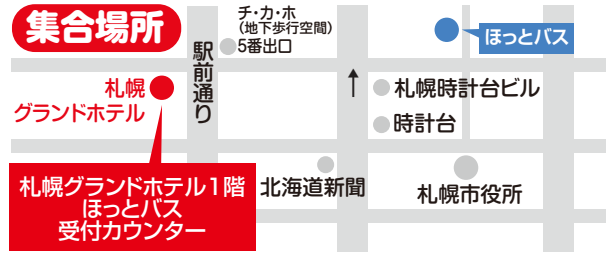 集合場所
チ・カ・ホ
(地下歩行空間)
5番出口
ほっとバス
駅前通り
札幌
グランドホテル
札幌時計台ビル
時計台
札幌グランドホテル1階
ほっとバス
受付カウンター
北海道新聞
札幌市役所